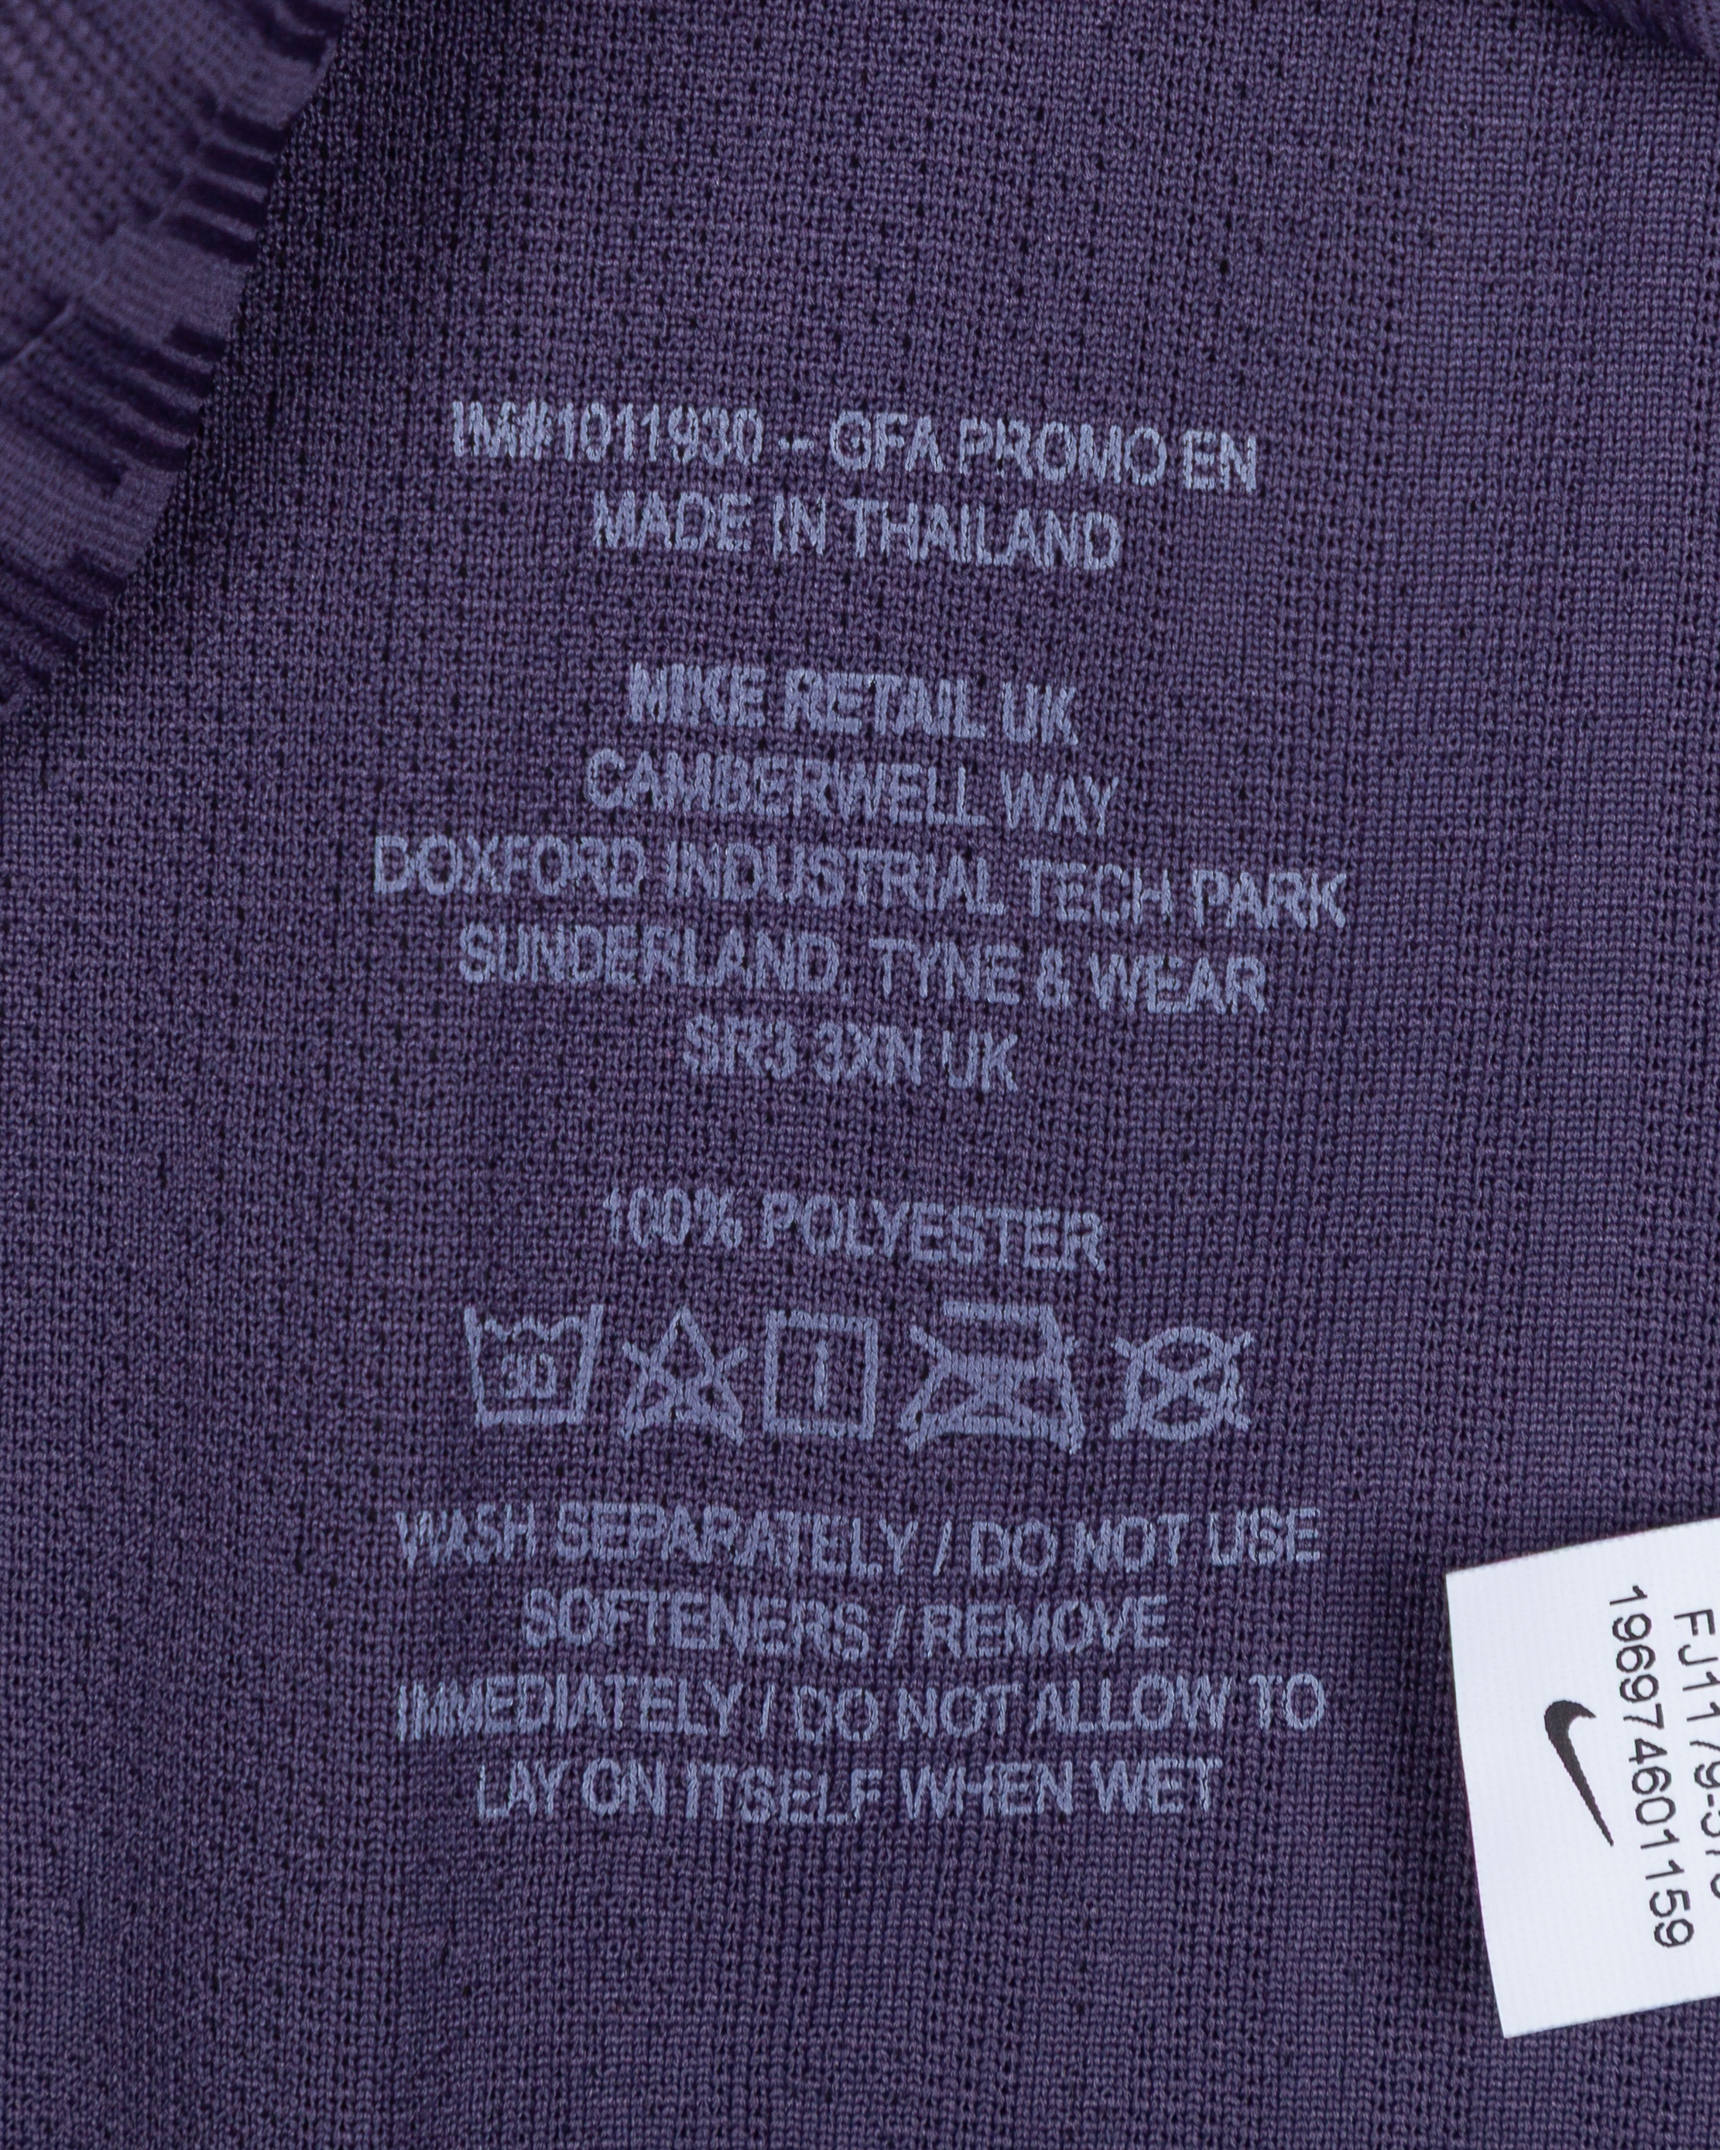 IM#1011930 – GFA PROMO EN
MADE IN THAILAND
NIKE RETAIL UK
CAMBERWELL WAY
DOXFORD INDUSTRIAL TECH PARK
SUNDERLAND, TYNE & WEAR
SR3 3XN UK
100% POLYESTER
30
WASH SEPARATELY / DO NOT USE
SOFTENERS / REMOVE
IMMEDIATELY / DO NOT ALLOW TO
LAY ON ITSELF WHEN WET
196974601159